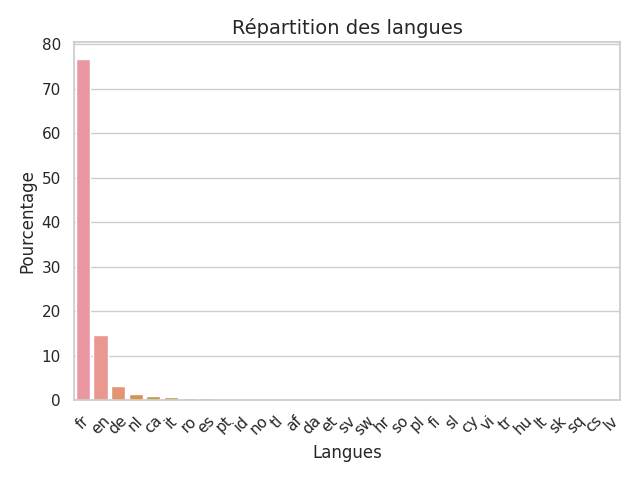 Répartition des langues
Pourcentage
80
70
60
50
40
30
20
10
0
fr en de nl ca it ro es pt id no tl af da et sv sw hr so pl fi sl cy vi tr hu lt sk sq cs lv
Langues